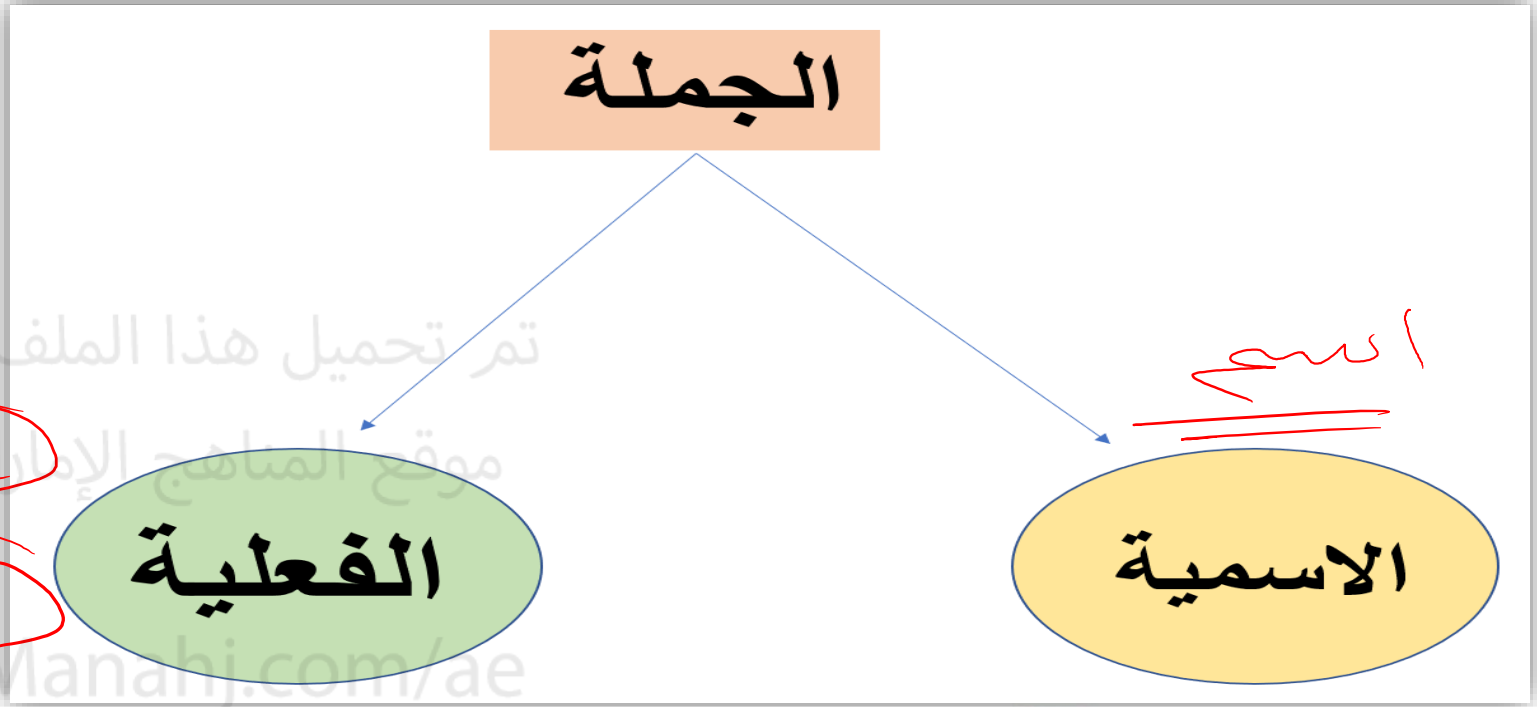 الجملة
تم تحميل هذا الملف
اسم
موقع المناهج
الاسمية
الفعلية
Manahj.com/ae